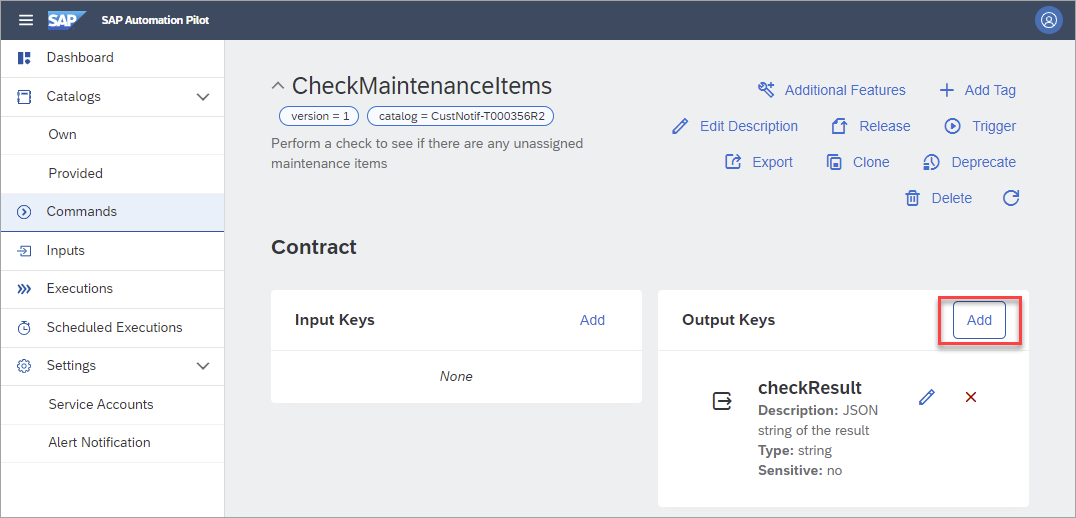 SAP SAP Automation Pilot
Dashboard
Catalogs
Own
Provided
Commands
Inputs
Executions
Scheduled Executions
Settings
Service Accounts
Alert Notification
CheckMaintenanceItems
version = 1 catalog = CustNotif-T000356R2
Perform a check to see if there are any unassigned
maintenance items
Additional Features Add Tag
Edit Description Release Trigger
Export Clone Deprecate
Delete
Contract
Input Keys Add
None
Output Keys Add
checkResult
Description: JSON
string of the result
Type: string
Sensitive: no